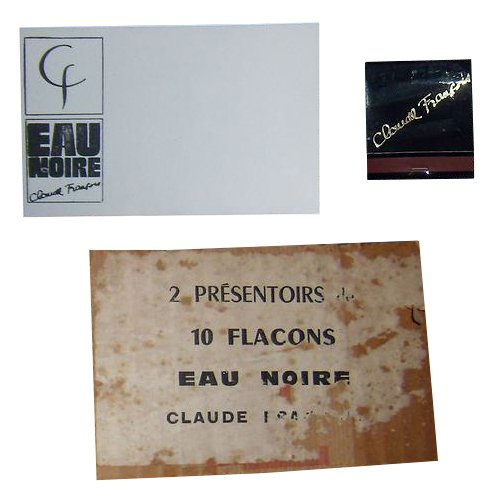 CF
EAU
NOIRE
Claude François
Claude François
2 PRÉSENTOIRS de
10 FLACONS
EAU NOIRE
CLAUDE